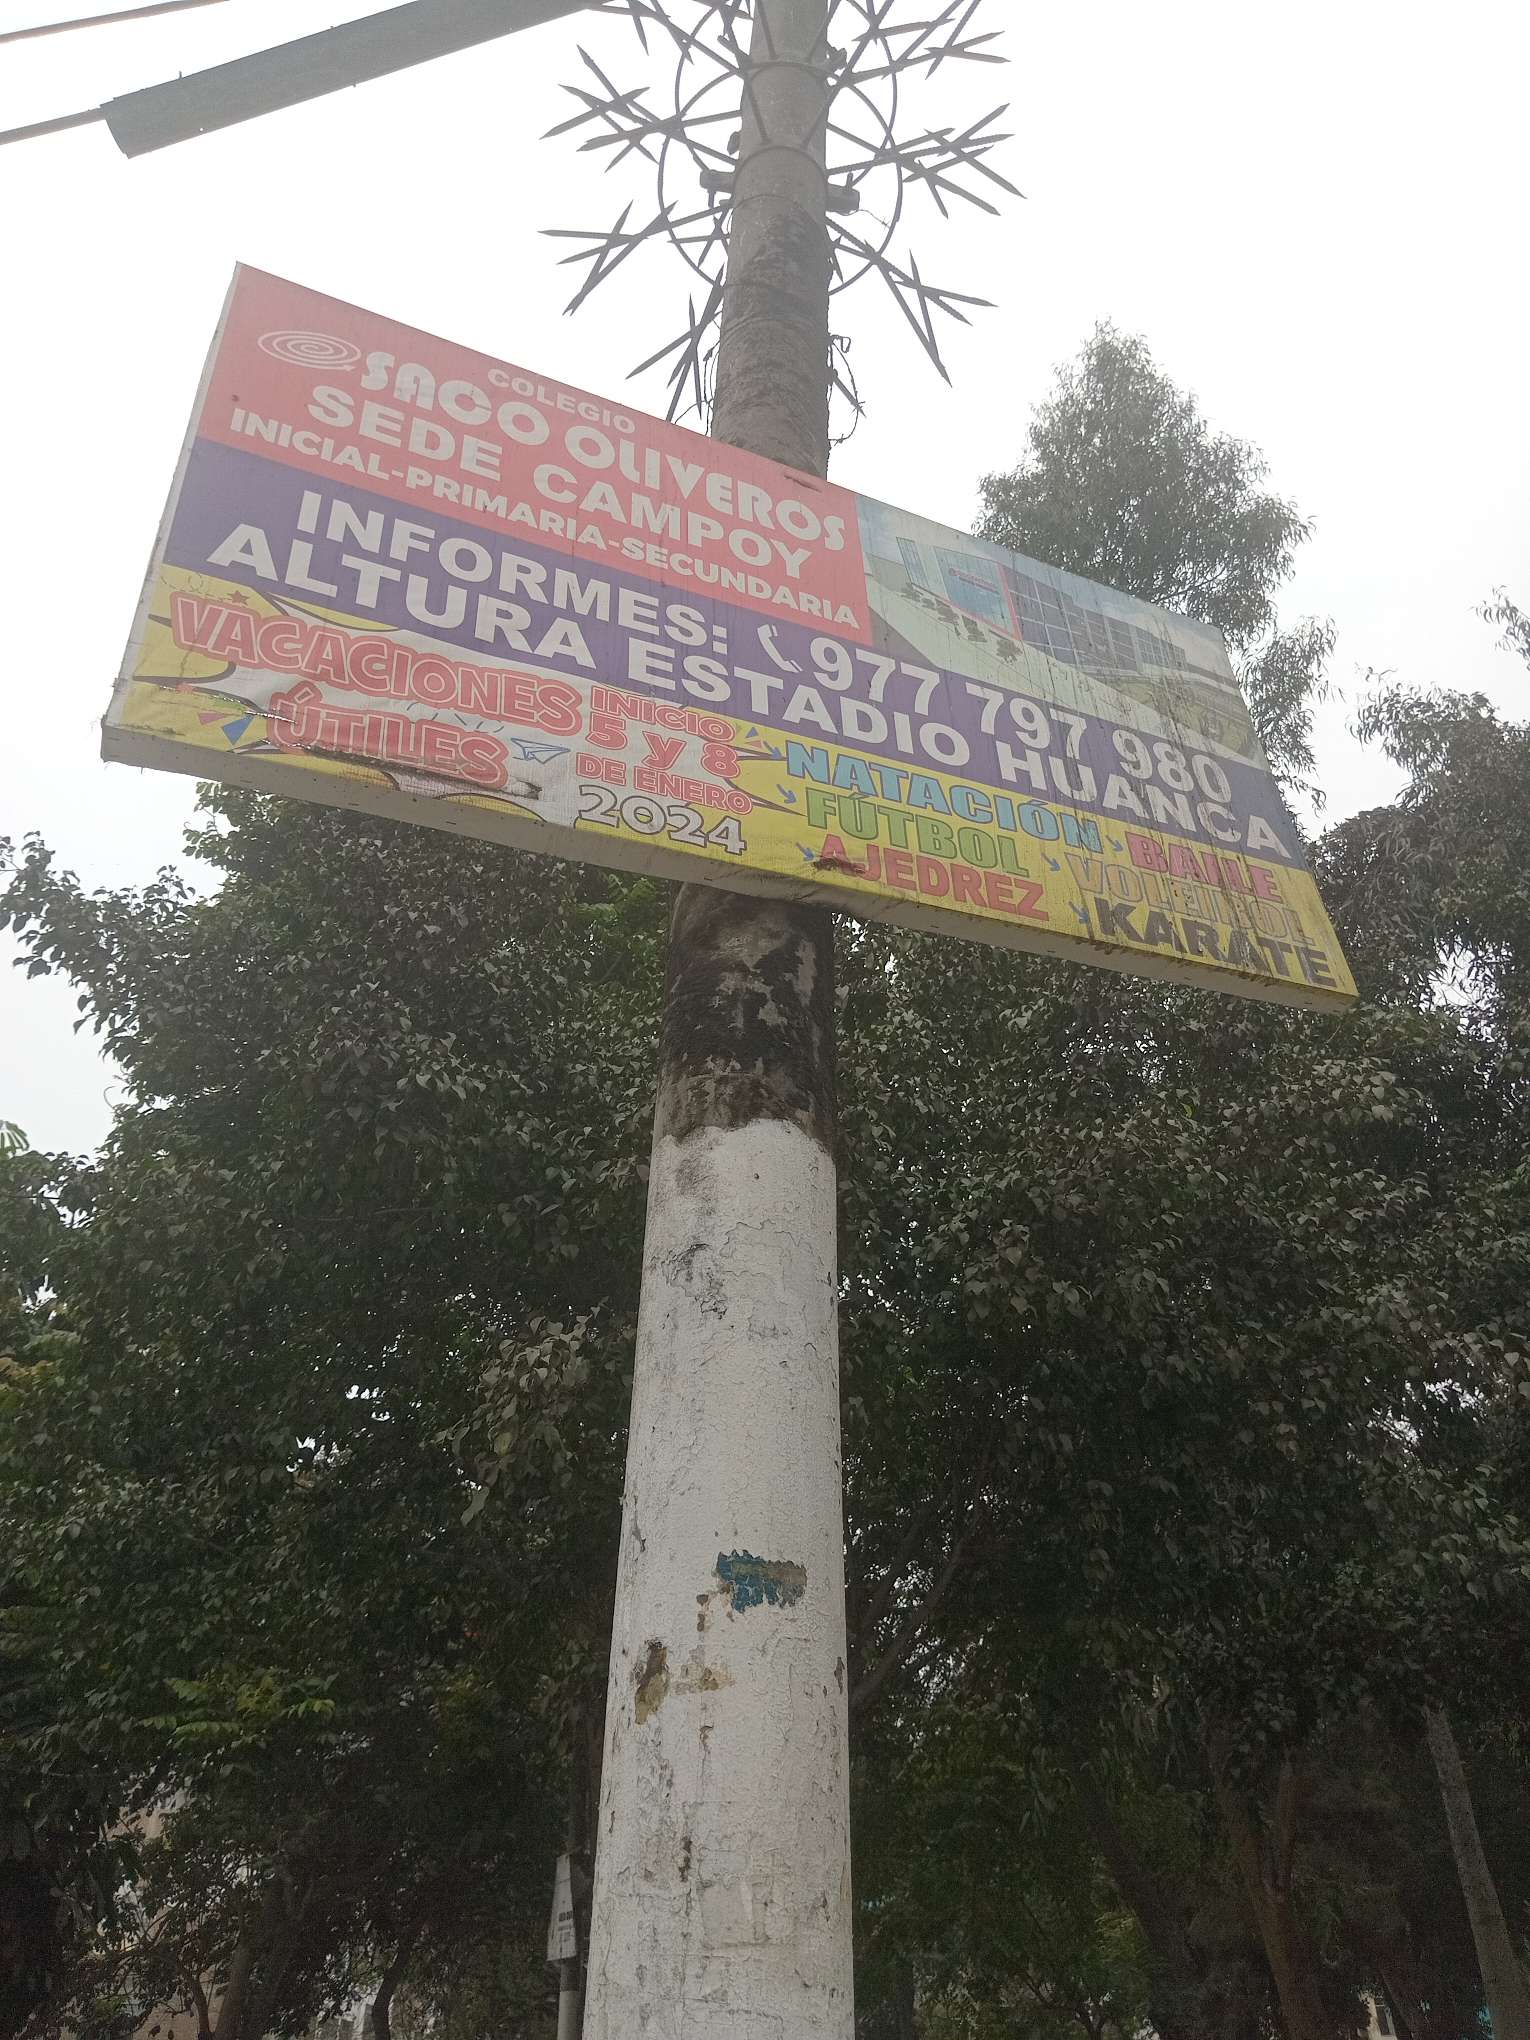 COLEGIO
SACO OLIVEROS
SEDE CAMPOY
INICIAL-PRIMARIA-SECUNDARIA
INFORMES: 977 797 980
ALTURA ESTADIO HUANCA
VACACIONES
ÚTILES
INICIO
5 y 8
DE ENERO
2024
NATACIÓN
FÚTBOL
AJEDREZ
BAILE
VOLEIBOL
KARATE